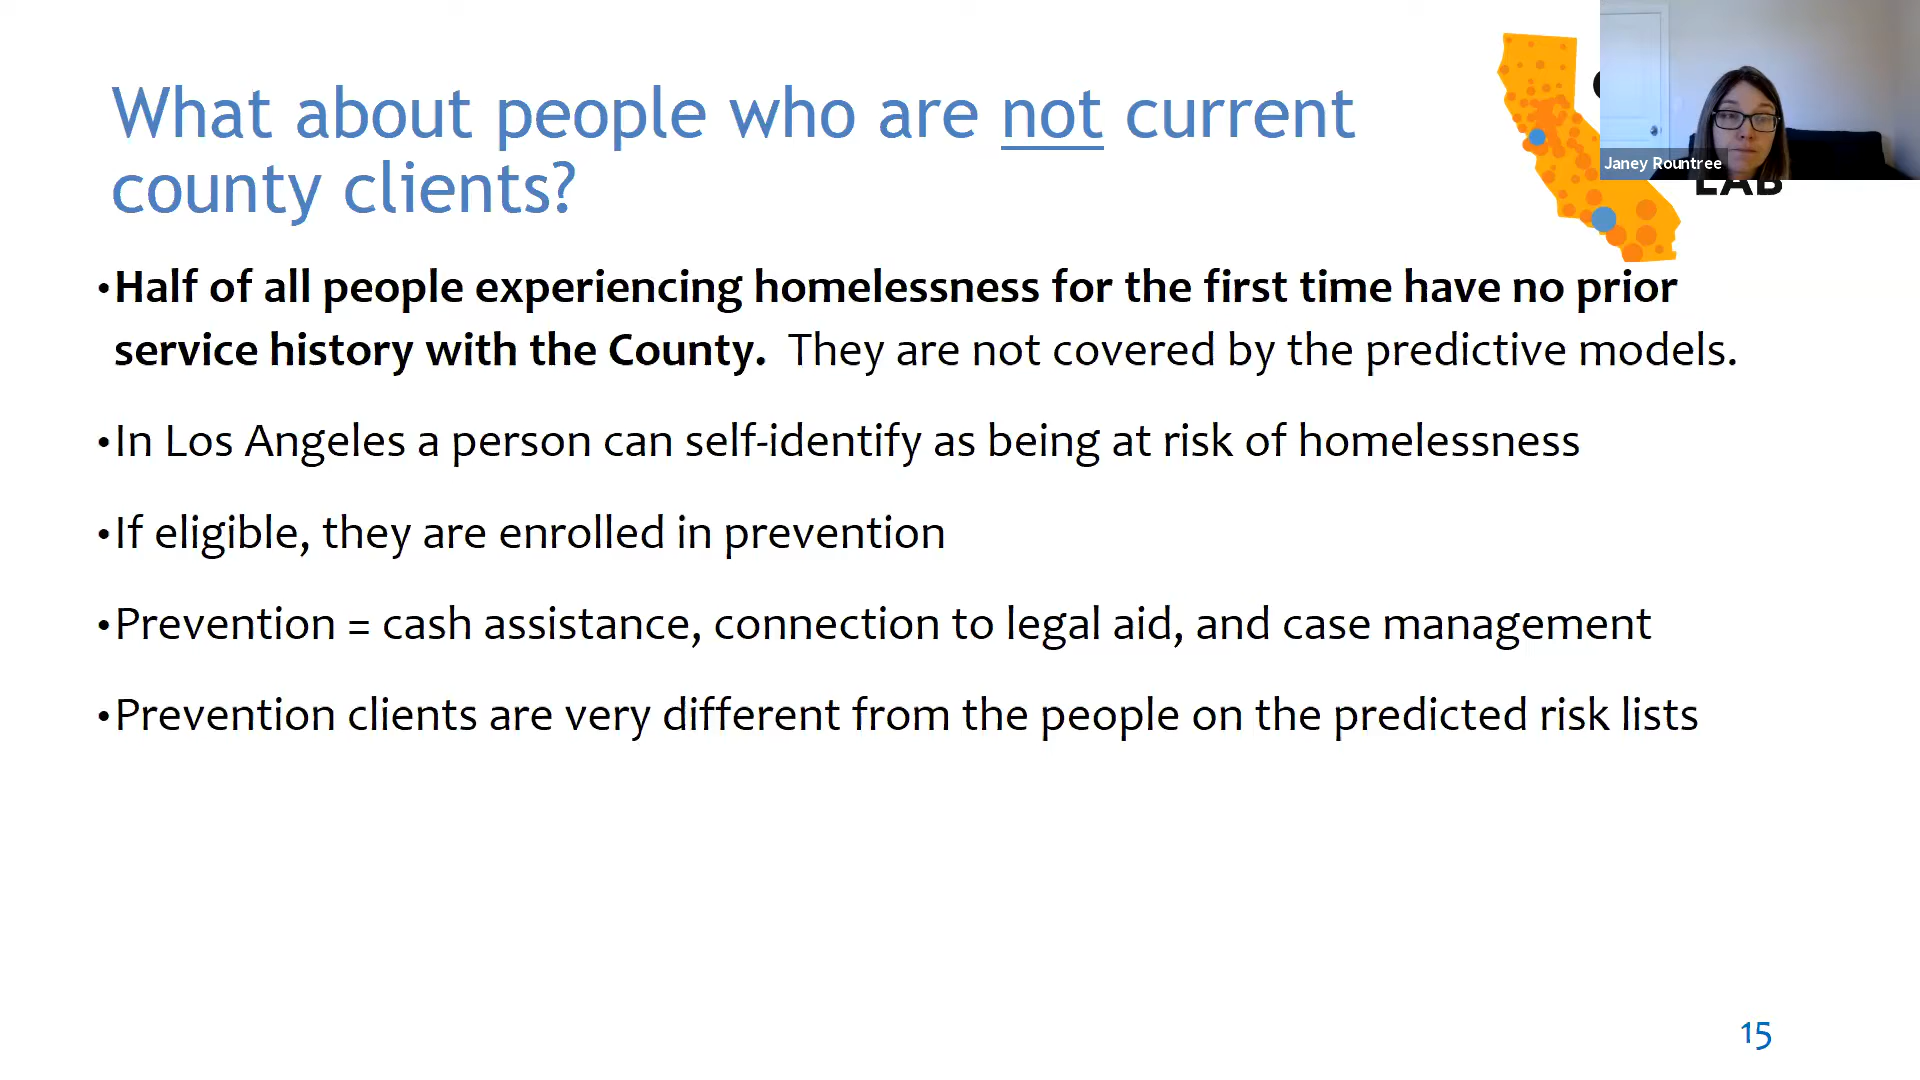 What about people who are not current
county clients?
Janey Rountree
LAB
•Half of all people experiencing homelessness for the first time have no prior
service history with the County. They are not covered by the predictive models.
•In Los Angeles a person can self-identify as being at risk of homelessness
•If eligible, they are enrolled in prevention
•Prevention = cash assistance, connection to legal aid, and case management
•Prevention clients are very different from the people on the predicted risk lists
15